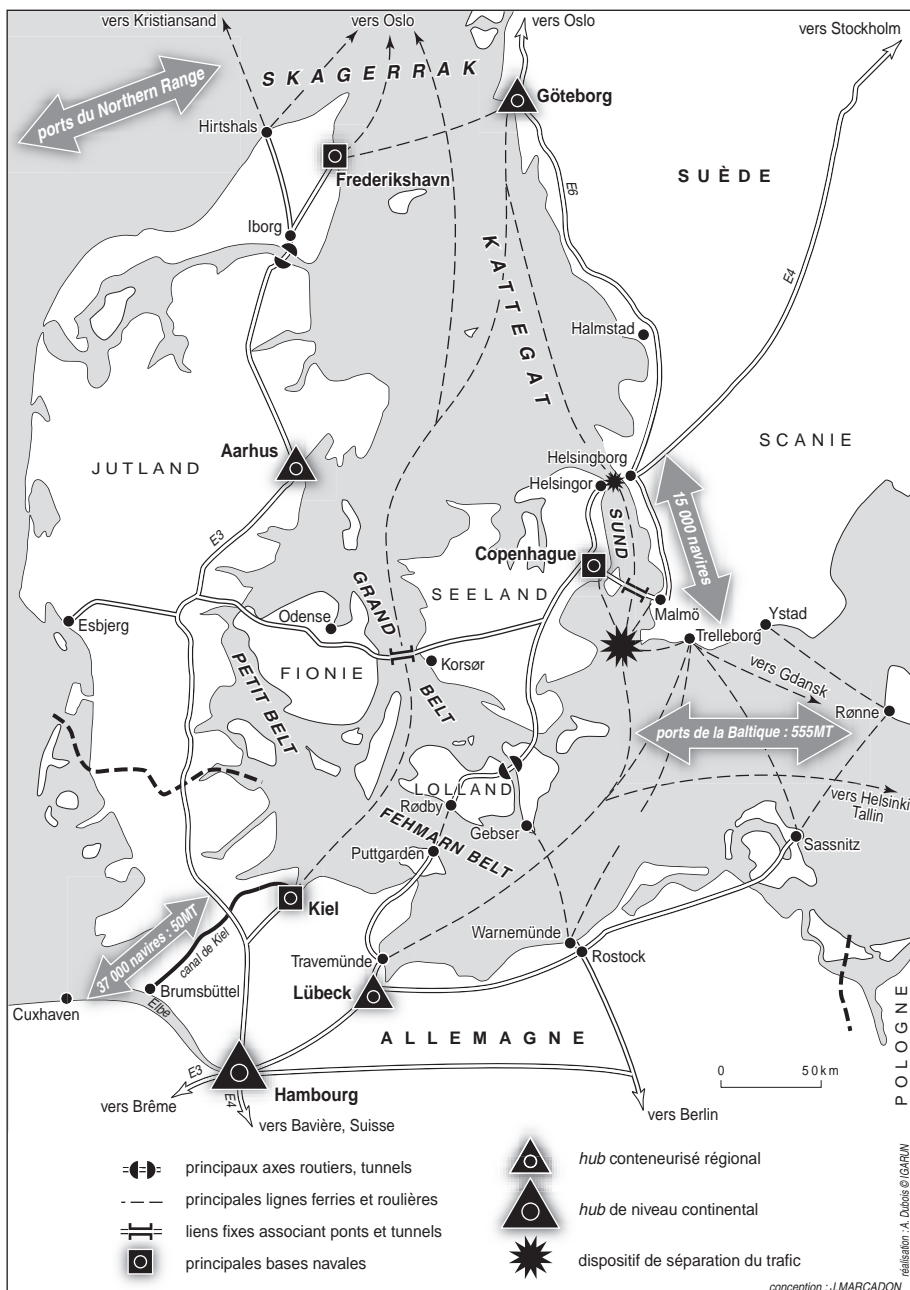 vers Kristiansand
vers Oslo
vers Oslo
vers Stockholm
SKAGERRAK
ports du Northern Range
Göteborg
Hirtshals
Frederikshavn
SUÈDE
E6
Iborg
KATTEGAT
E4
Halmstad
SCANIE
Aarhus
JUTLAND
Helsingborg
Helsingor
SUND
15 000 navires
E3
Copenhague
GRAND
SEELAND
Malmö
Ystad
Esbjerg
Odense
Trelleborg
FIONIE
Korsør
PETIT BELT
BELT
vers Gdansk
Rønne
ports de la Baltique : 555MT
LOLLAND
Rødby
vers Helsinki
Tallin
FEHMARN BELT
Gebser
Puttgarden
Sassnitz
Kiel
37 000 navires : 50MT
canal de Kiel
Warnemünde
Travemünde
Rostock
Brumsbüttel
Lübeck
Cuxhaven
Elbe
ALLEMAGNE
POLOGNE
0 50 km
E3
Hambourg
vers Brême
E4
vers Bavière, Suisse
vers Berlin
principaux axes routiers, tunnels
principales lignes ferries et roulières
liens fixes associant ponts et tunnels
principales bases navales
hub conteneurisé régional
hub de niveau continental
dispositif de séparation du trafic
réalisation : A. Dubois © IGARUN
conception : J.MARCADON